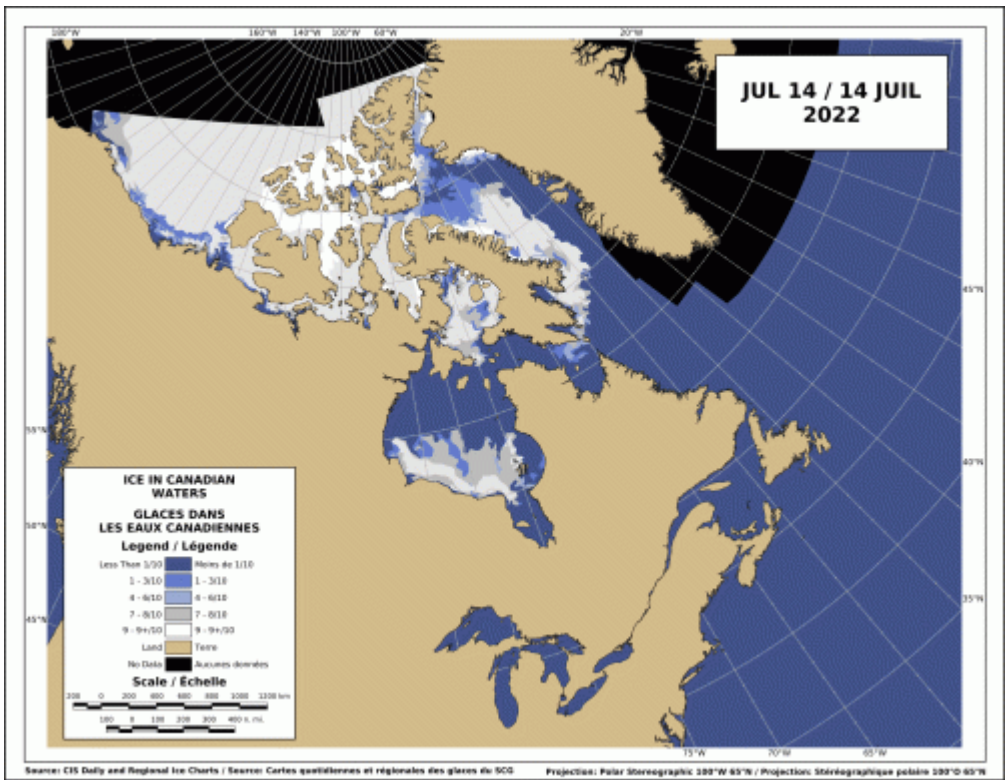 180°W 160°W 140°W 100°W 60°W 20°W
JUL 14 / 14 JUIL
2022
45°N
55°N
40°N
ICE IN CANADIAN
WATERS
GLACES DANS
LES EAUX CANADIENNES
50°N
Legend / Légende
Less Than 1/10 Moins de 1/10
1 - 3/10 1 - 3/10
35°N
4 - 6/10 4 - 6/10
7 - 8/10 7 - 8/10
45°N
9 - 9+/10 9 - 9+/10
Land Terre
No Data Aucunes données
Scale / Échelle
200 0 200 400 600 800 1000 1200 km
100 0 100 200 300 400 n. mi.
75°W 70°W 65°W
Source: CIS Daily and Regional Ice Charts / Source: Cartes quotidiennes et régionales des glaces du SCG Projection: Polar Stereographic 100°W 65°N / Projection: Stéréographique polaire 100°O 65°N